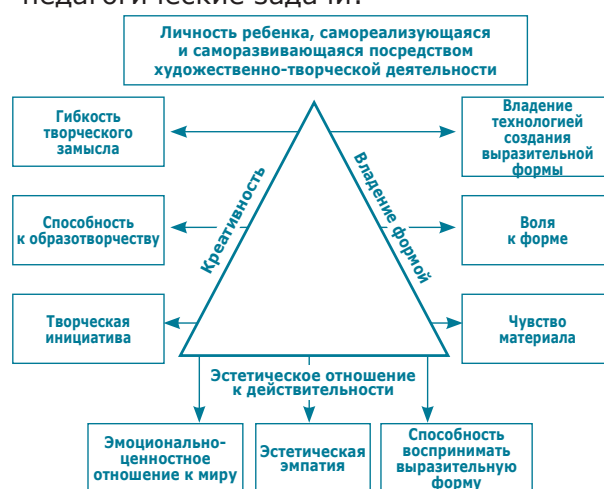 педагогические задачи:
Личность ребенка, самореализующаяся
и саморазвивающаяся посредством
художественно-творческой деятельности
Гибкость
творческого
замысла
Владение
технологией
создания
выразительной
формы
Креативность
Владение формой
Способность
к образотворчеству
Воля
к форме
Творческая
инициатива
Чувство
материала
Эстетическое отношение
к действительности
Эмоционально-
ценностное
отношение к миру
Эстетическая
эмпатия
Способность
воспринимать
выразительную
форму